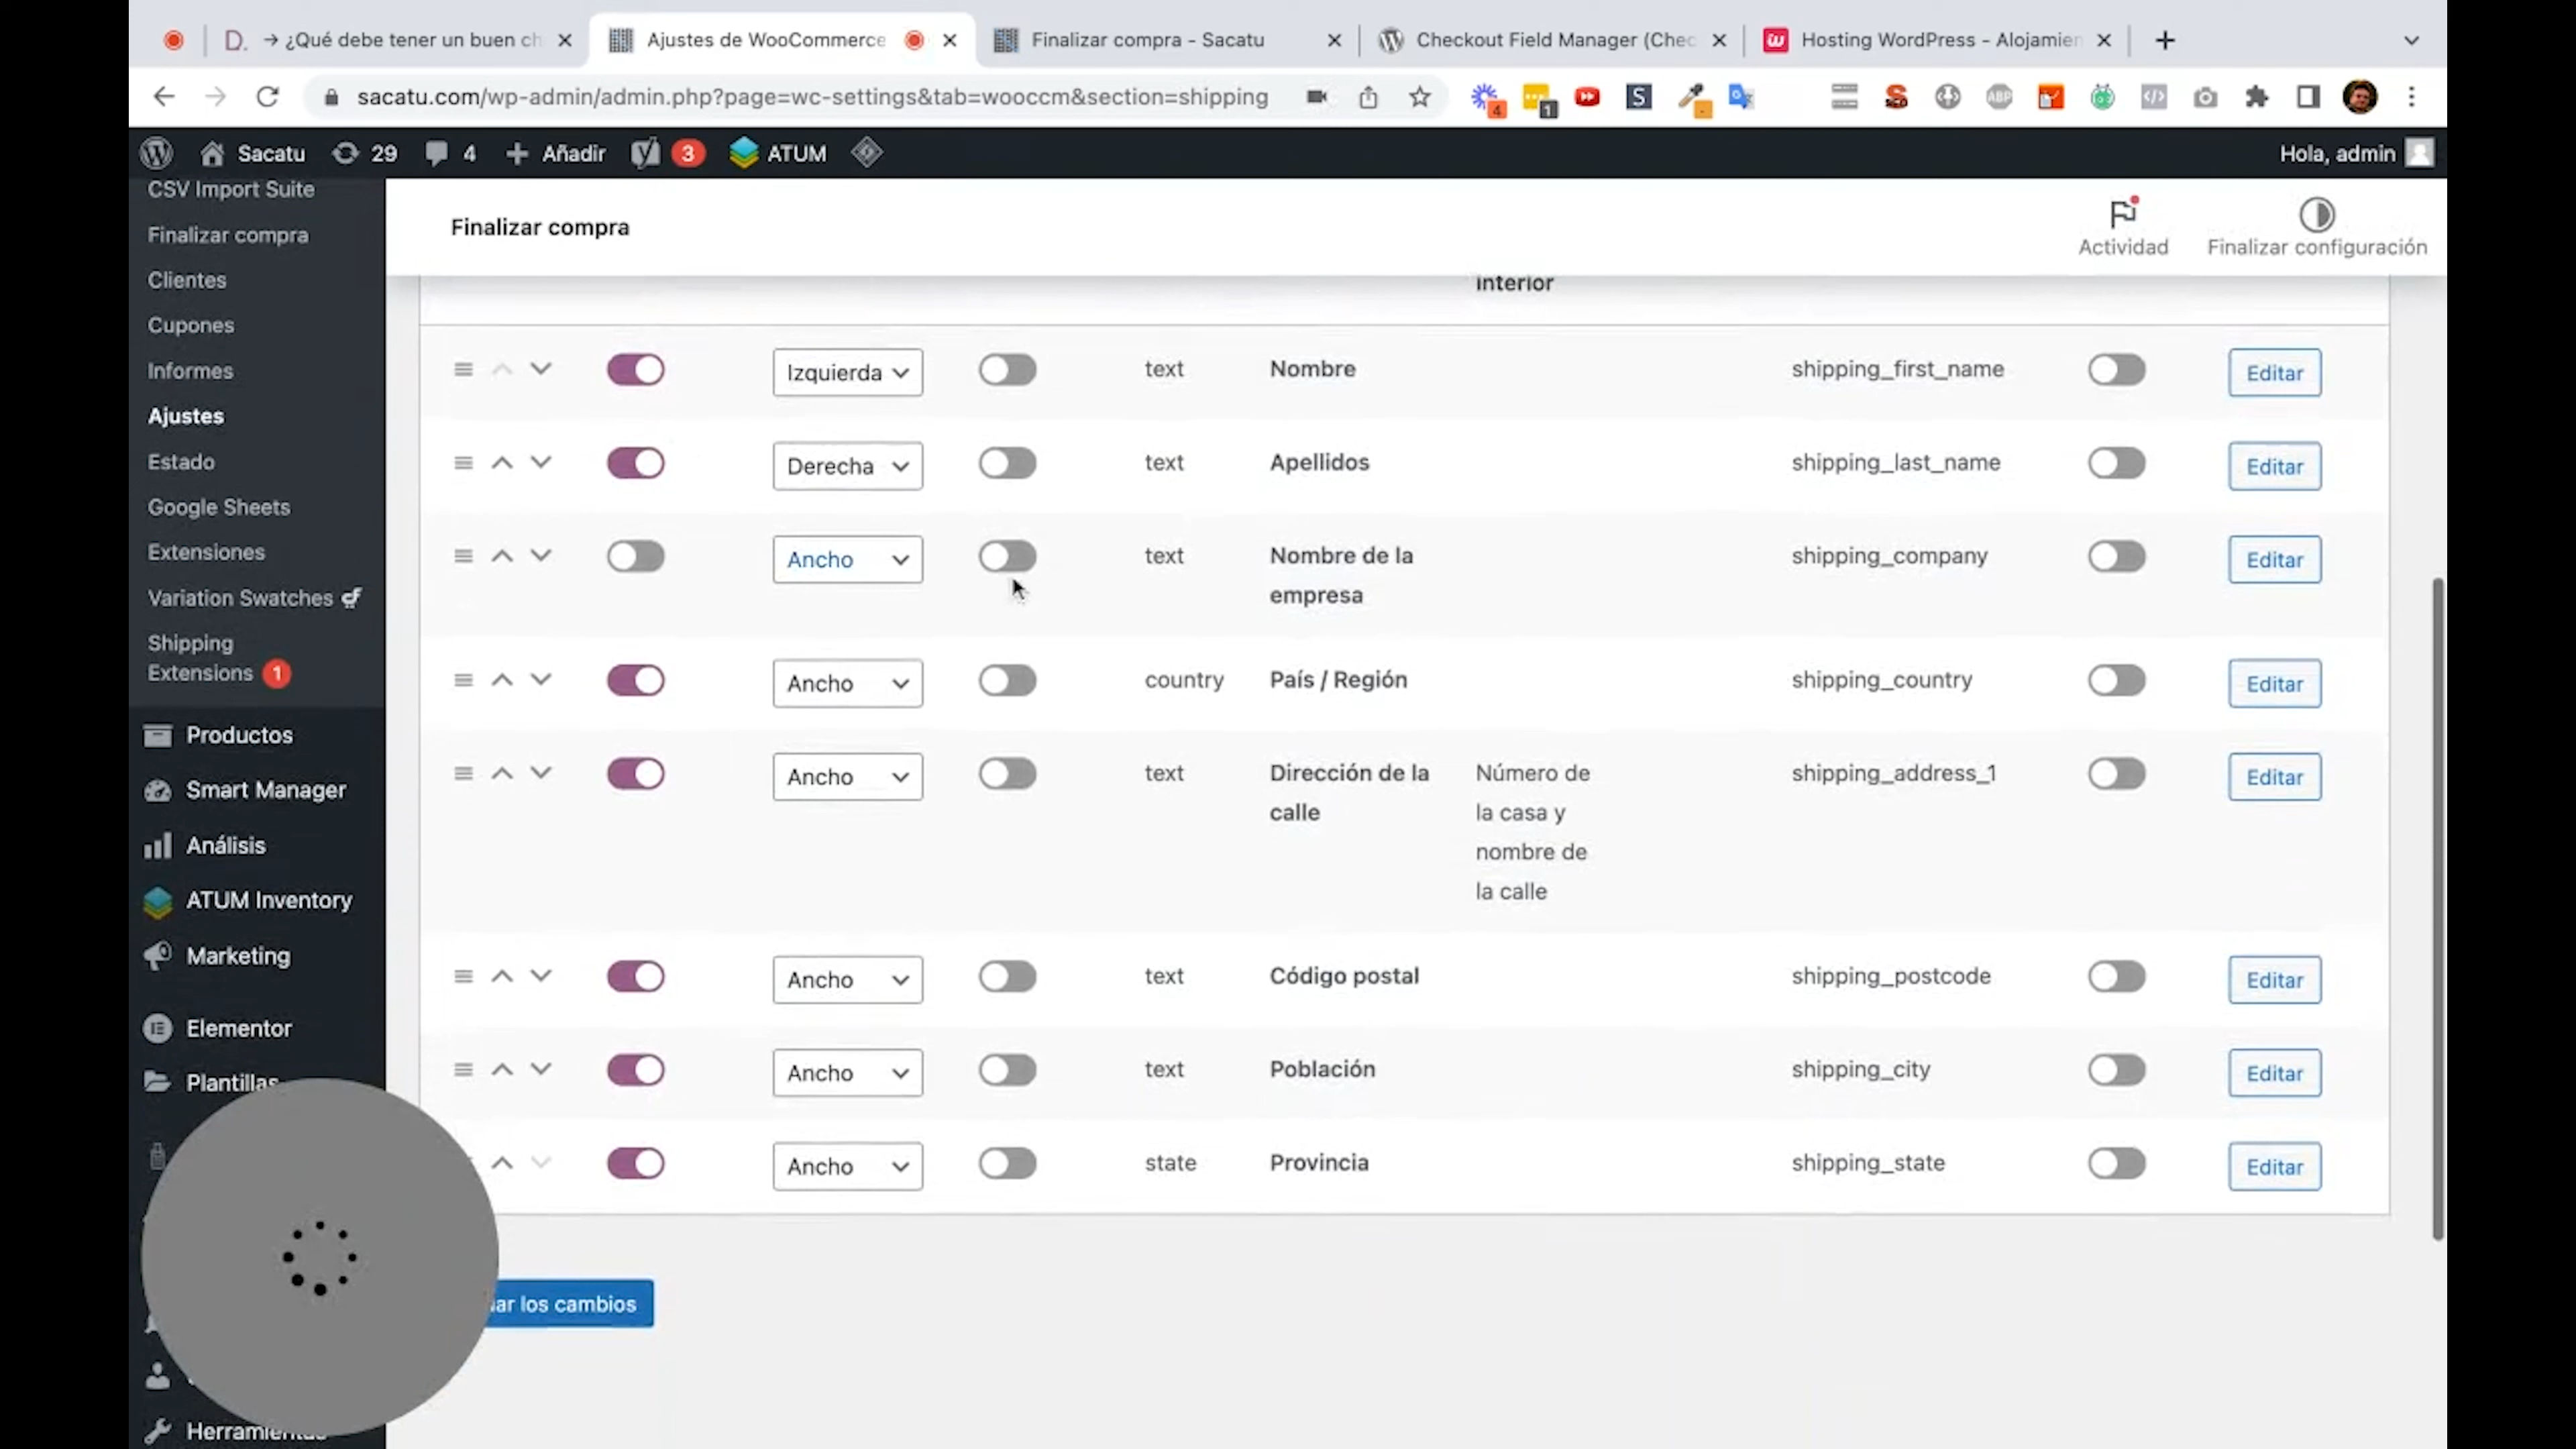 → ¿Qué debe tener un buen ch
Ajustes de WooCommerce
Finalizar compra - Sacatu
Checkout Field Manager (Chec
Hosting WordPress - Alojamien
sacatu.com/wp-admin/admin.php?page=wc-settings&tab=wooccm&section=shipping
Sacatu
29
4
Añadir
3
ATUM
Hola, admin
CSV Import Suite
Finalizar compra
Clientes
Cupones
Informes
Ajustes
Estado
Google Sheets
Extensiones
Variation Swatches
Shipping
Extensions 1
Productos
Smart Manager
Análisis
ATUM Inventory
Marketing
Elementor
Plantillas
Herramientas
Finalizar compra
Actividad
Finalizar configuración
interior
Izquierda text Nombre shipping_first_name Editar
Derecha text Apellidos shipping_last_name Editar
Ancho text Nombre de la shipping_company Editar
empresa
Ancho country País / Región shipping_country Editar
Ancho text Dirección de la Número de shipping_address_1 Editar
calle la casa y
nombre de
la calle
Ancho text Código postal shipping_postcode Editar
Ancho text Población shipping_city Editar
Ancho state Provincia shipping_state Editar
ar los cambios